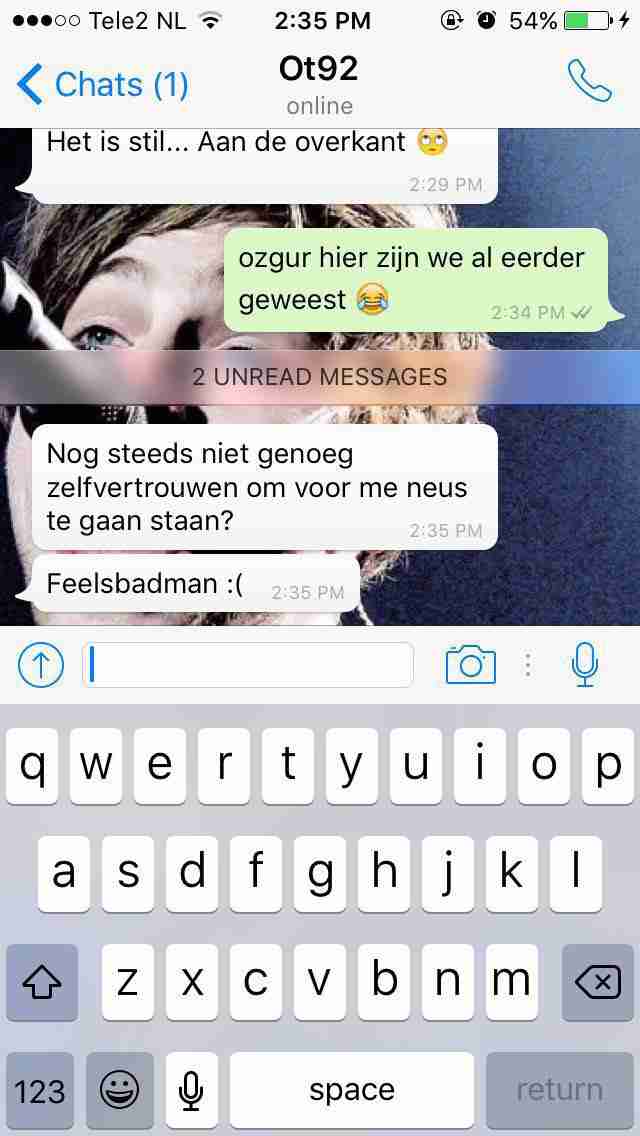 ●●●○○ Tele2 NL 2:35 PM 54%
Chats (1) Ot92
online
Het is stil... Aan de overkant 🙄
2:29 PM
ozgur hier zijn we al eerder
geweest 😂 2:34 PM
2 UNREAD MESSAGES
Nog steeds niet genoeg
zelfvertrouwen om voor me neus
te gaan staan? 2:35 PM
Feelsbadman :( 2:35 PM
q w e r t y u i o p
a s d f g h j k l
z x c v b n m
123 space return